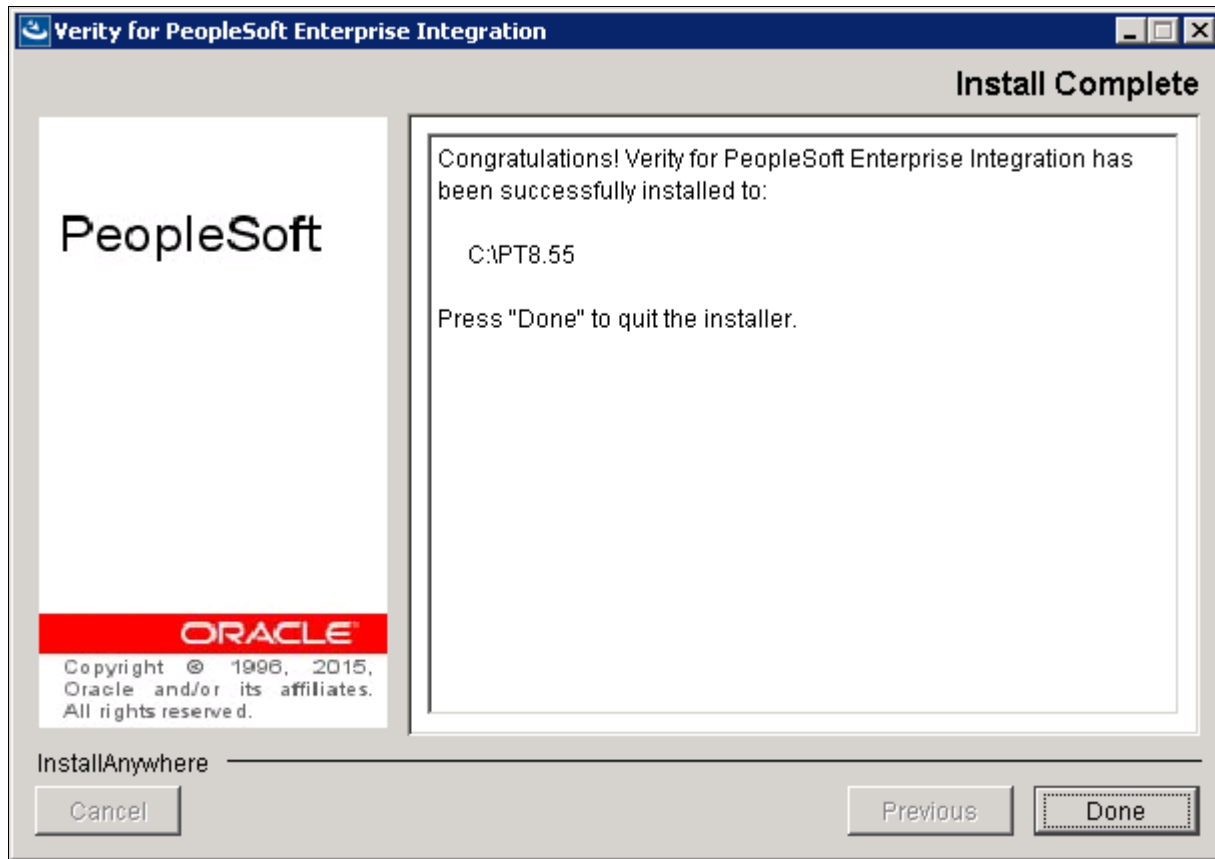 Verity for PeopleSoft Enterprise Integration
Install Complete
PeopleSoft
Congratulations! Verity for PeopleSoft Enterprise Integration has
been successfully installed to:
C:\PT8.55
Press "Done" to quit the installer.
ORACLE
Copyright © 1996, 2015,
Oracle and/or its affiliates.
All rights reserved.
InstallAnywhere
Cancel
Previous
Done